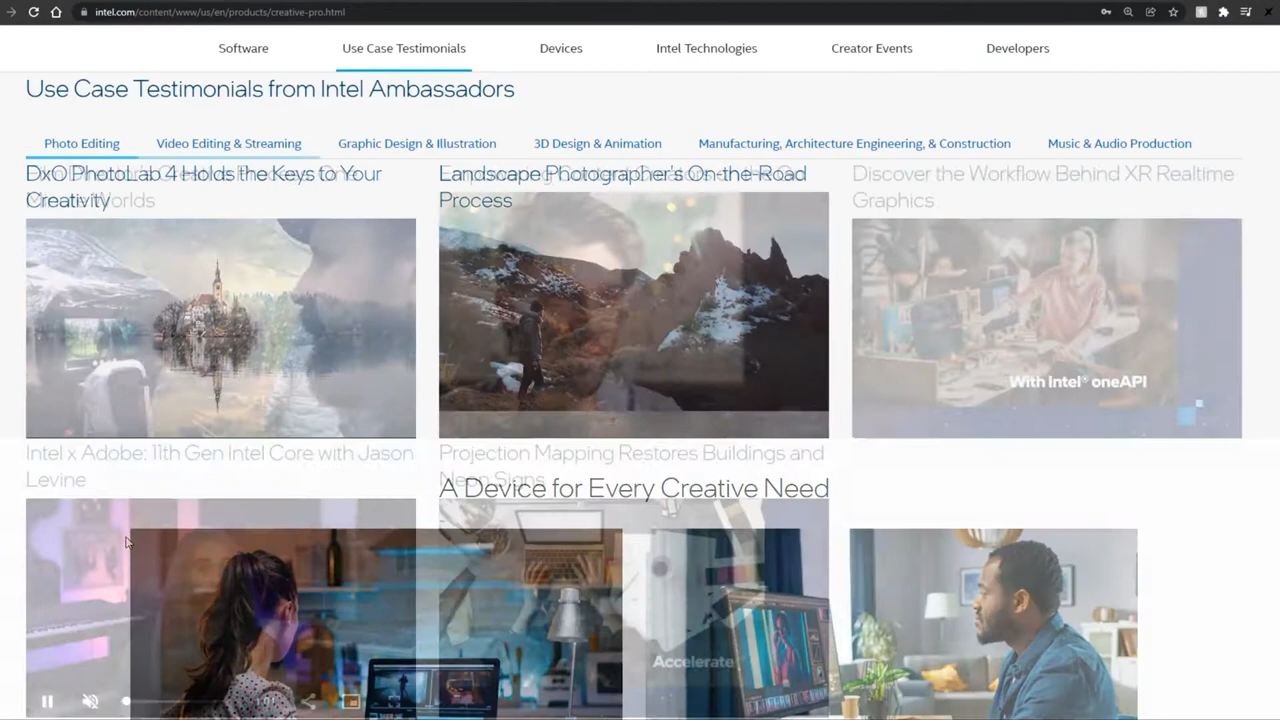 intel.com/content/www/us/en/products/creative-pro.html
Software Use Case Testimonials Devices Intel Technologies Creator Events Developers
Use Case Testimonials from Intel Ambassadors
Photo Editing Video Editing & Streaming Graphic Design & Illustration 3D Design & Animation Manufacturing, Architecture Engineering, & Construction Music & Audio Production
DxO PhotoLab 4 Holds the Keys to Your
Creativity
Worlds
Landscape Photographer's On-the-Road
Process
Discover the Workflow Behind XR Realtime
Graphics
With Intel® oneAPI
Intel x Adobe: 11th Gen Intel Core with Jason
Levine
Projection Mapping Restores Buildings and
Neon Signs
A Device for Every Creative Need
Accelerate